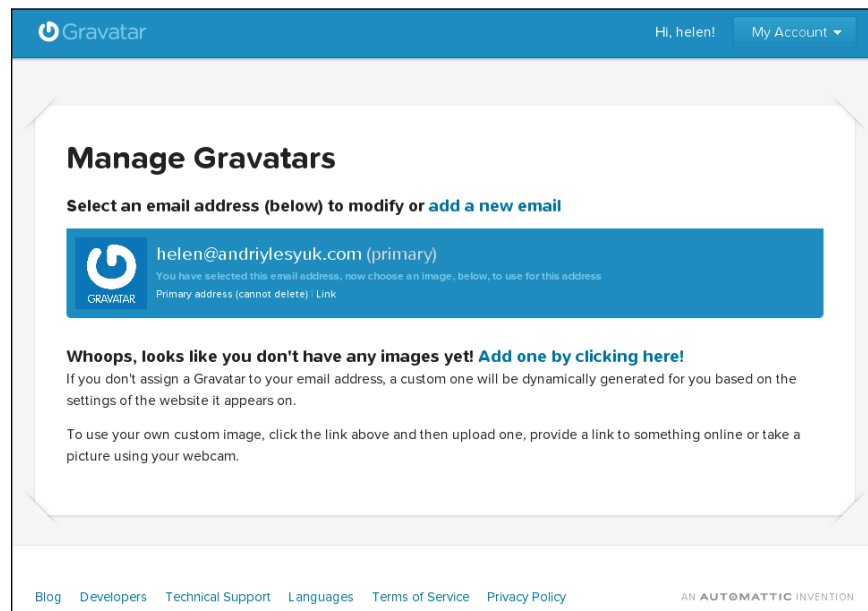 Gravatar
Hi, helen!
My Account
Manage Gravatars
Select an email address (below) to modify or add a new email
GRAVATAR
helen@andriylesyuk.com (primary)
You have selected this email address, now choose an image, below, to use for this address
Primary address (cannot delete) | Link
Whoops, looks like you don't have any images yet! Add one by clicking here!
If you don't assign a Gravatar to your email address, a custom one will be dynamically generated for you based on the
settings of the website it appears on.
To use your own custom image, click the link above and then upload one, provide a link to something online or take a
picture using your webcam.
Blog Developers Technical Support Languages Terms of Service Privacy Policy
AN AUTOMATTIC INVENTION